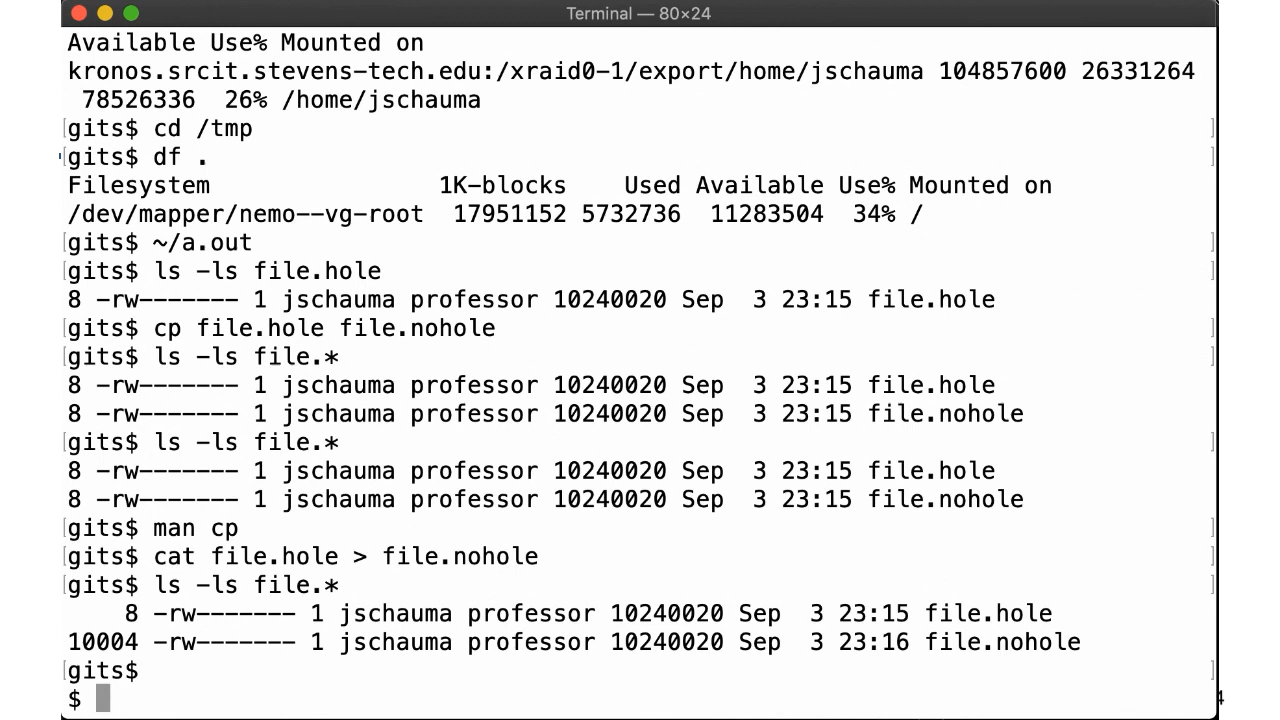 Terminal — 80×24
Available Use% Mounted on
kronos.srcit.stevens-tech.edu:/xraid0-1/export/home/jschauma 104857600 26331264
 78526336  26% /home/jschauma
[gits$ cd /tmp ]
[gits$ df . ]
Filesystem                1K-blocks    Used Available Use% Mounted on
/dev/mapper/nemo--vg-root  17951152 5732736  11283504  34% /
[gits$ ~/a.out ]
[gits$ ls -ls file.hole ]
8 -rw------- 1 jschauma professor 10240020 Sep  3 23:15 file.hole
[gits$ cp file.hole file.nohole ]
[gits$ ls -ls file.* ]
8 -rw------- 1 jschauma professor 10240020 Sep  3 23:15 file.hole
8 -rw------- 1 jschauma professor 10240020 Sep  3 23:15 file.nohole
[gits$ ls -ls file.* ]
8 -rw------- 1 jschauma professor 10240020 Sep  3 23:15 file.hole
8 -rw------- 1 jschauma professor 10240020 Sep  3 23:15 file.nohole
[gits$ man cp ]
[gits$ cat file.hole > file.nohole ]
[gits$ ls -ls file.* ]
    8 -rw------- 1 jschauma professor 10240020 Sep  3 23:15 file.hole
10004 -rw------- 1 jschauma professor 10240020 Sep  3 23:16 file.nohole
[gits$ ]
$